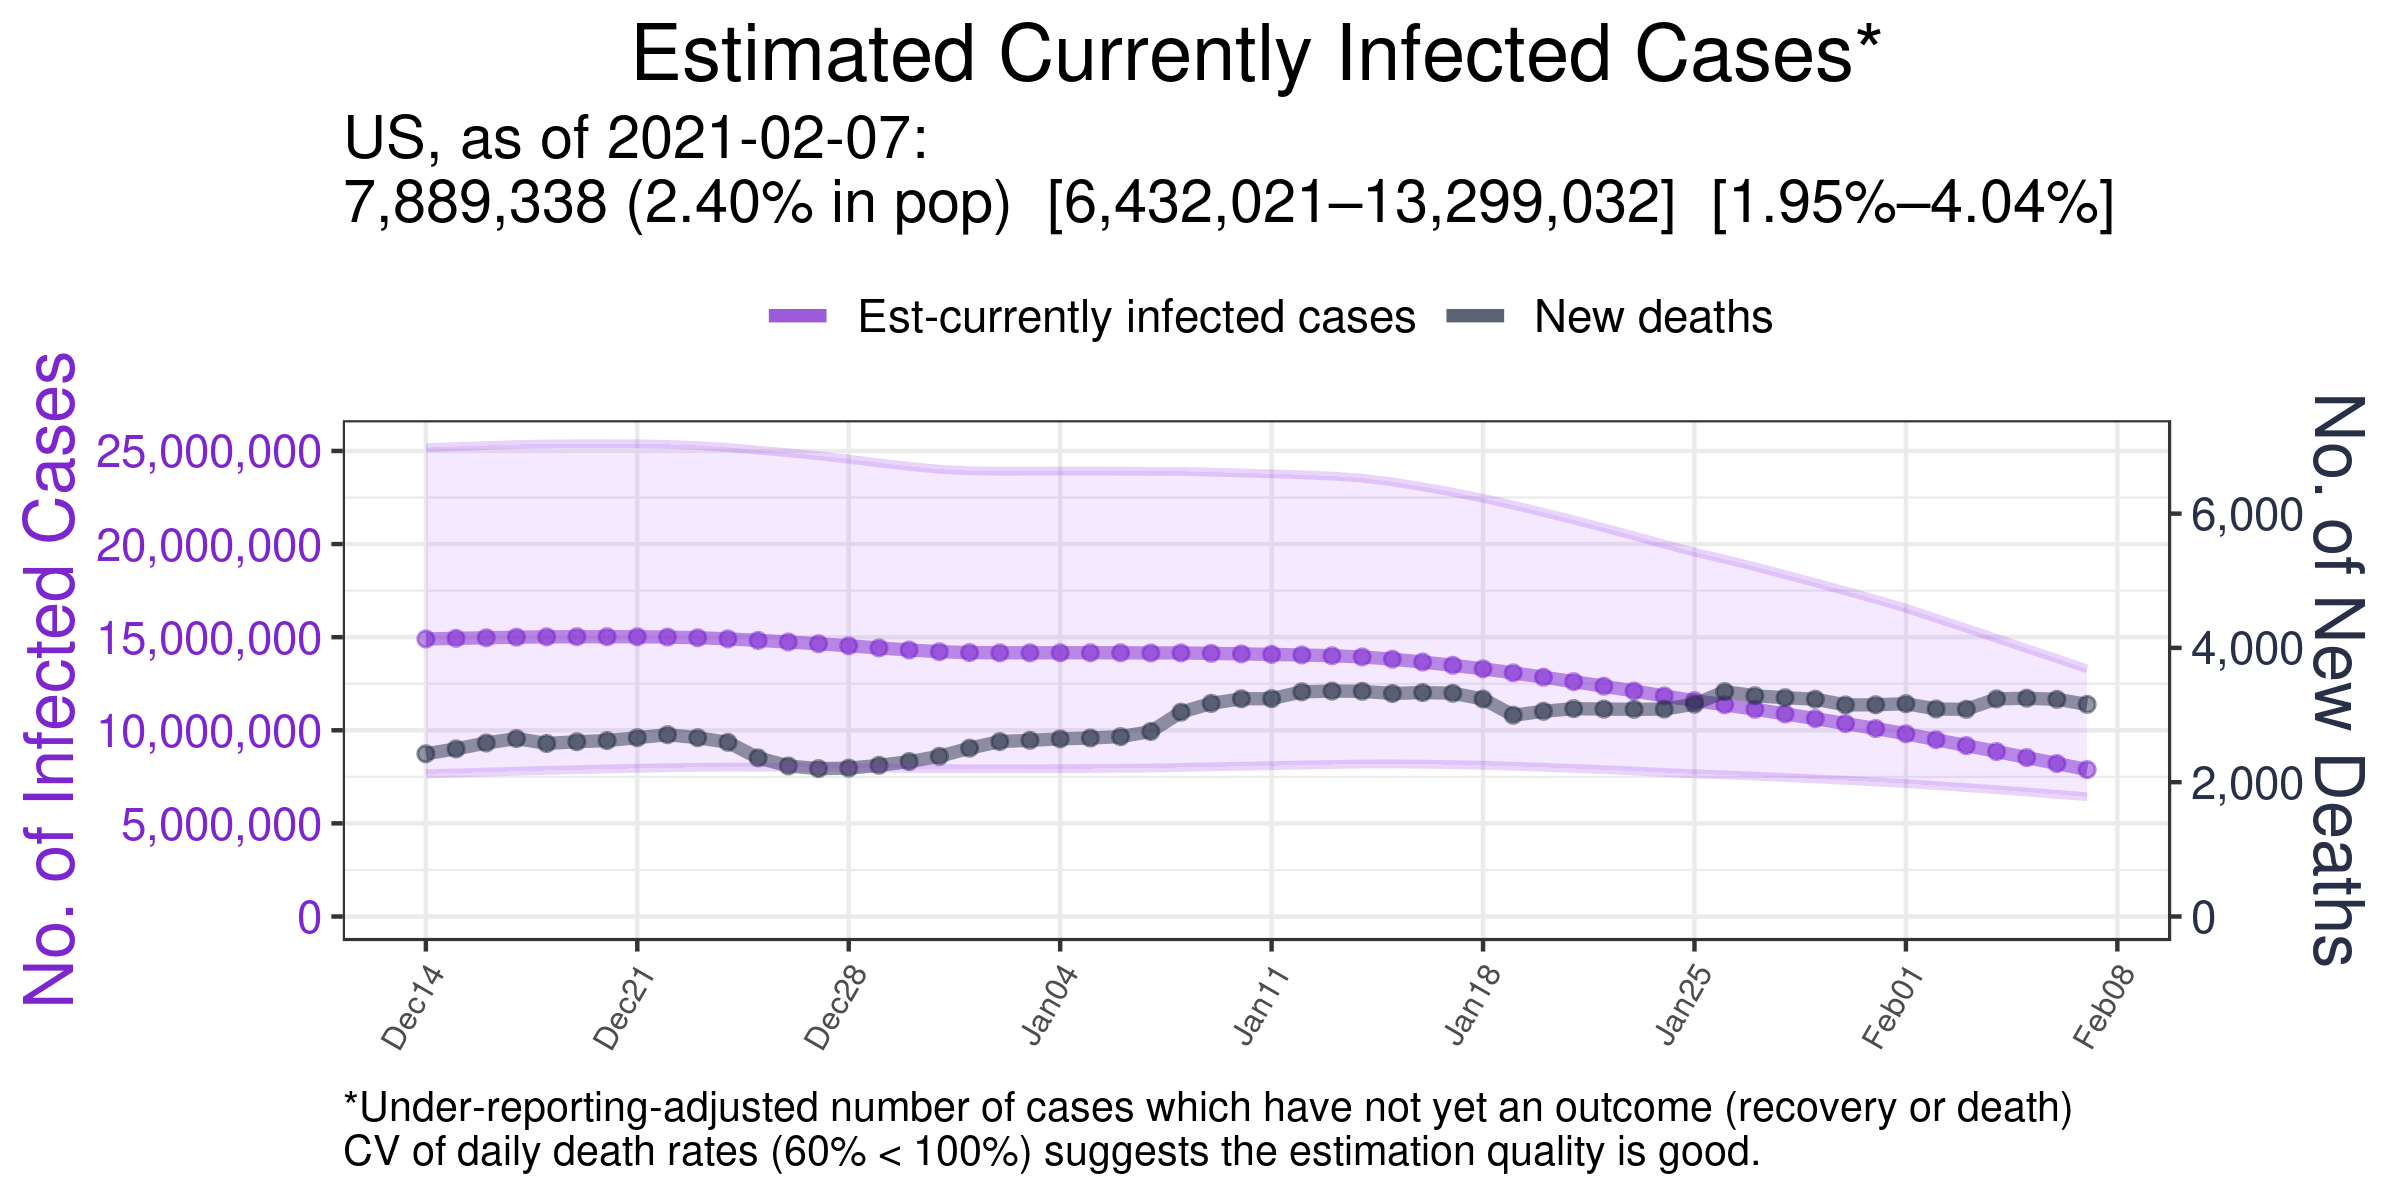 Estimated Currently Infected Cases*
US, as of 2021-02-07:
7,889,338 (2.40% in pop)  [6,432,021–13,299,032]  [1.95%–4.04%]
Est-currently infected cases
New deaths
No. of Infected Cases
25,000,000
20,000,000
15,000,000
10,000,000
5,000,000
0
6,000
4,000
2,000
0
No. of New Deaths
Dec14
Dec21
Dec28
Jan04
Jan11
Jan18
Jan25
Feb01
Feb08
*Under-reporting-adjusted number of cases which have not yet an outcome (recovery or death)
CV of daily death rates (60% < 100%) suggests the estimation quality is good.